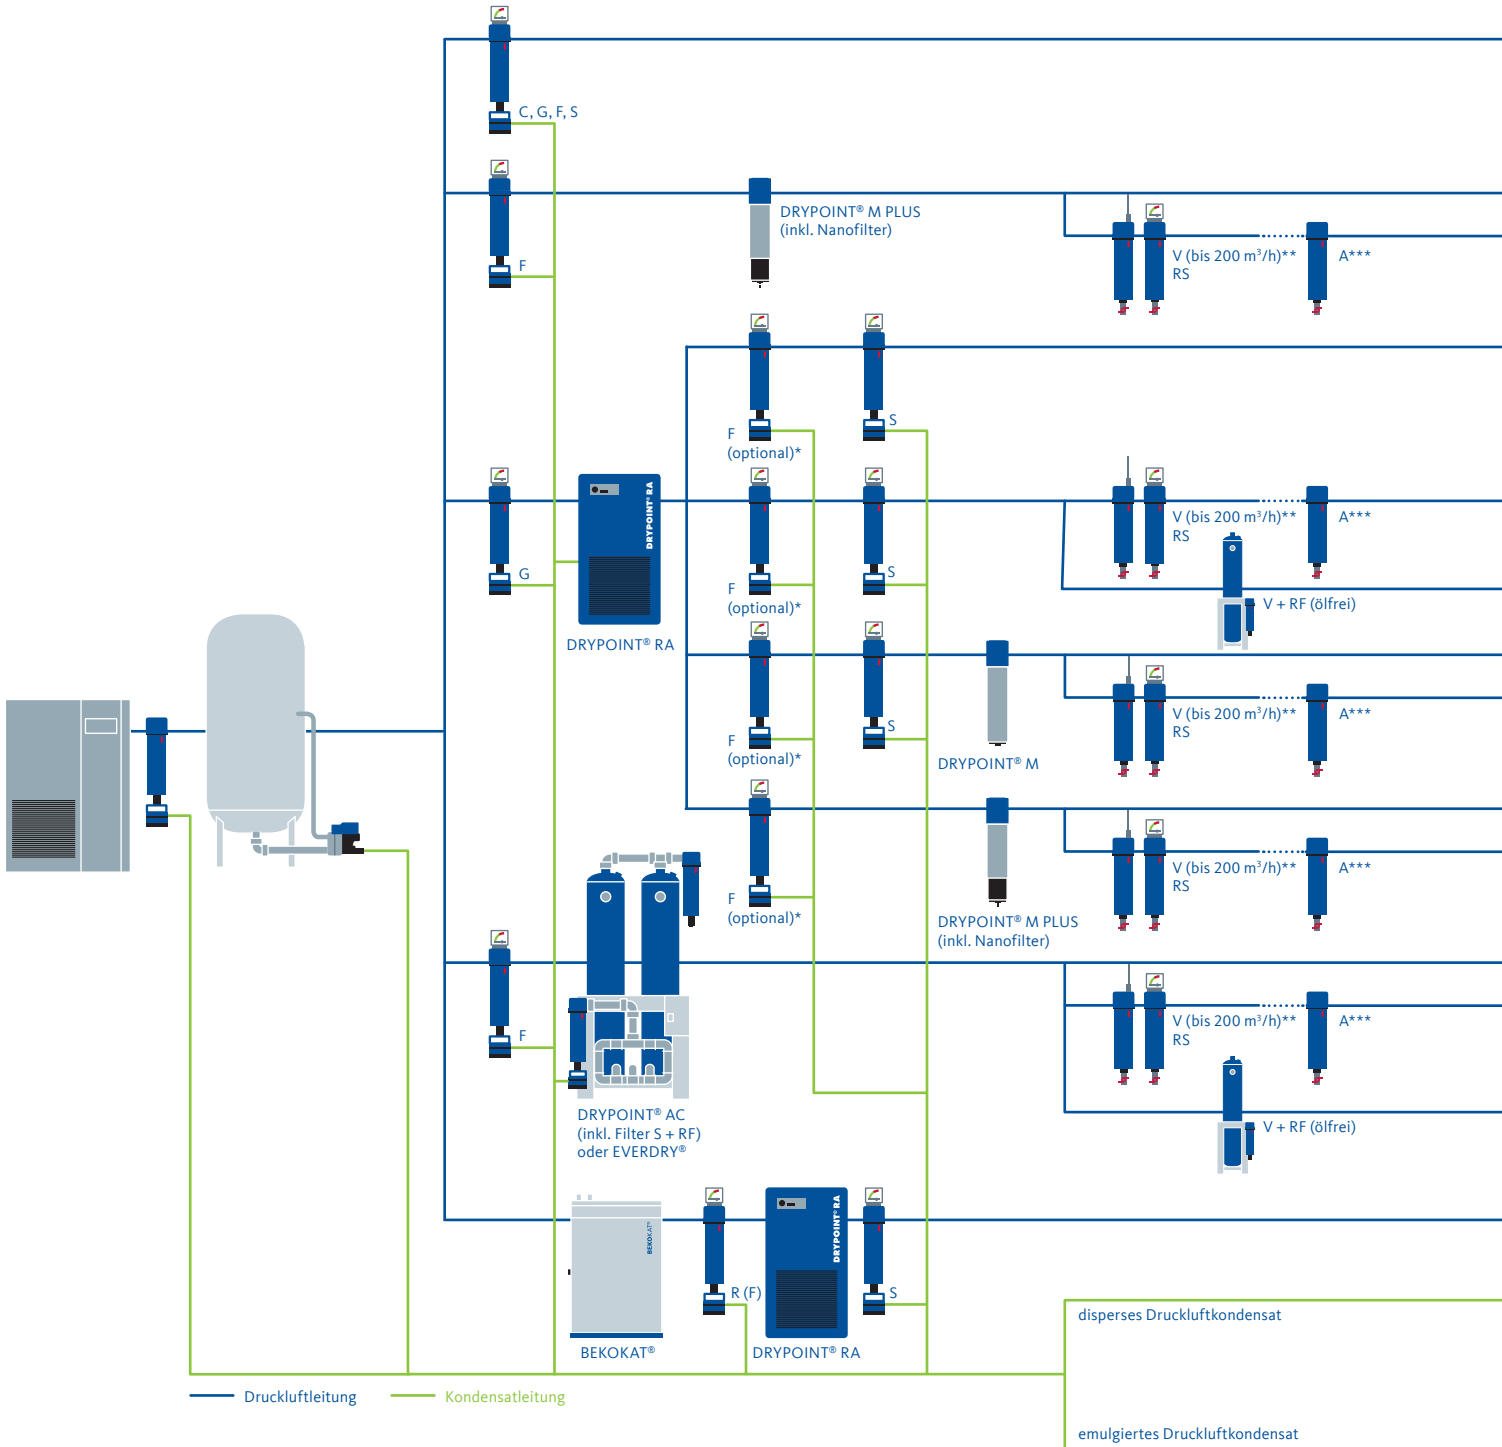 C, G, F, S
DRYPOINT® M PLUS
(inkl. Nanofilter)
F
V (bis 200 m³/h)**
RS
A***
F
(optional)*
S
G
DRYPOINT® RA
DRYPOINT® RA
F
(optional)*
S
V (bis 200 m³/h)**
RS
A***
V + RF (ölfrei)
F
(optional)*
S
DRYPOINT® M
V (bis 200 m³/h)**
RS
A***
F
(optional)*
DRYPOINT® M PLUS
(inkl. Nanofilter)
V (bis 200 m³/h)**
RS
A***
F
DRYPOINT® AC
(inkl. Filter S + RF)
oder EVERDRY®
V (bis 200 m³/h)**
RS
A***
V + RF (ölfrei)
BEKOKAT®
BEKOKAT®
R (F)
DRYPOINT® RA
DRYPOINT® RA
S
disperses Druckluftkondensat
Druckluftleitung
Kondensatleitung
emulgiertes Druckluftkondensat